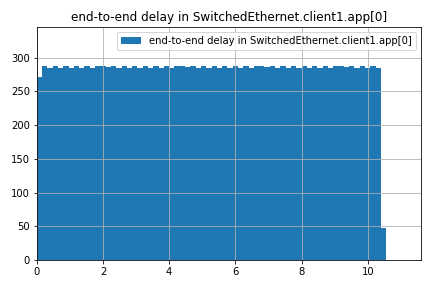 end-to-end delay in SwitchedEthernet.client1.app[0]
end-to-end delay in SwitchedEthernet.client1.app[0]
300
250
200
150
100
50
0
0 2 4 6 8 10